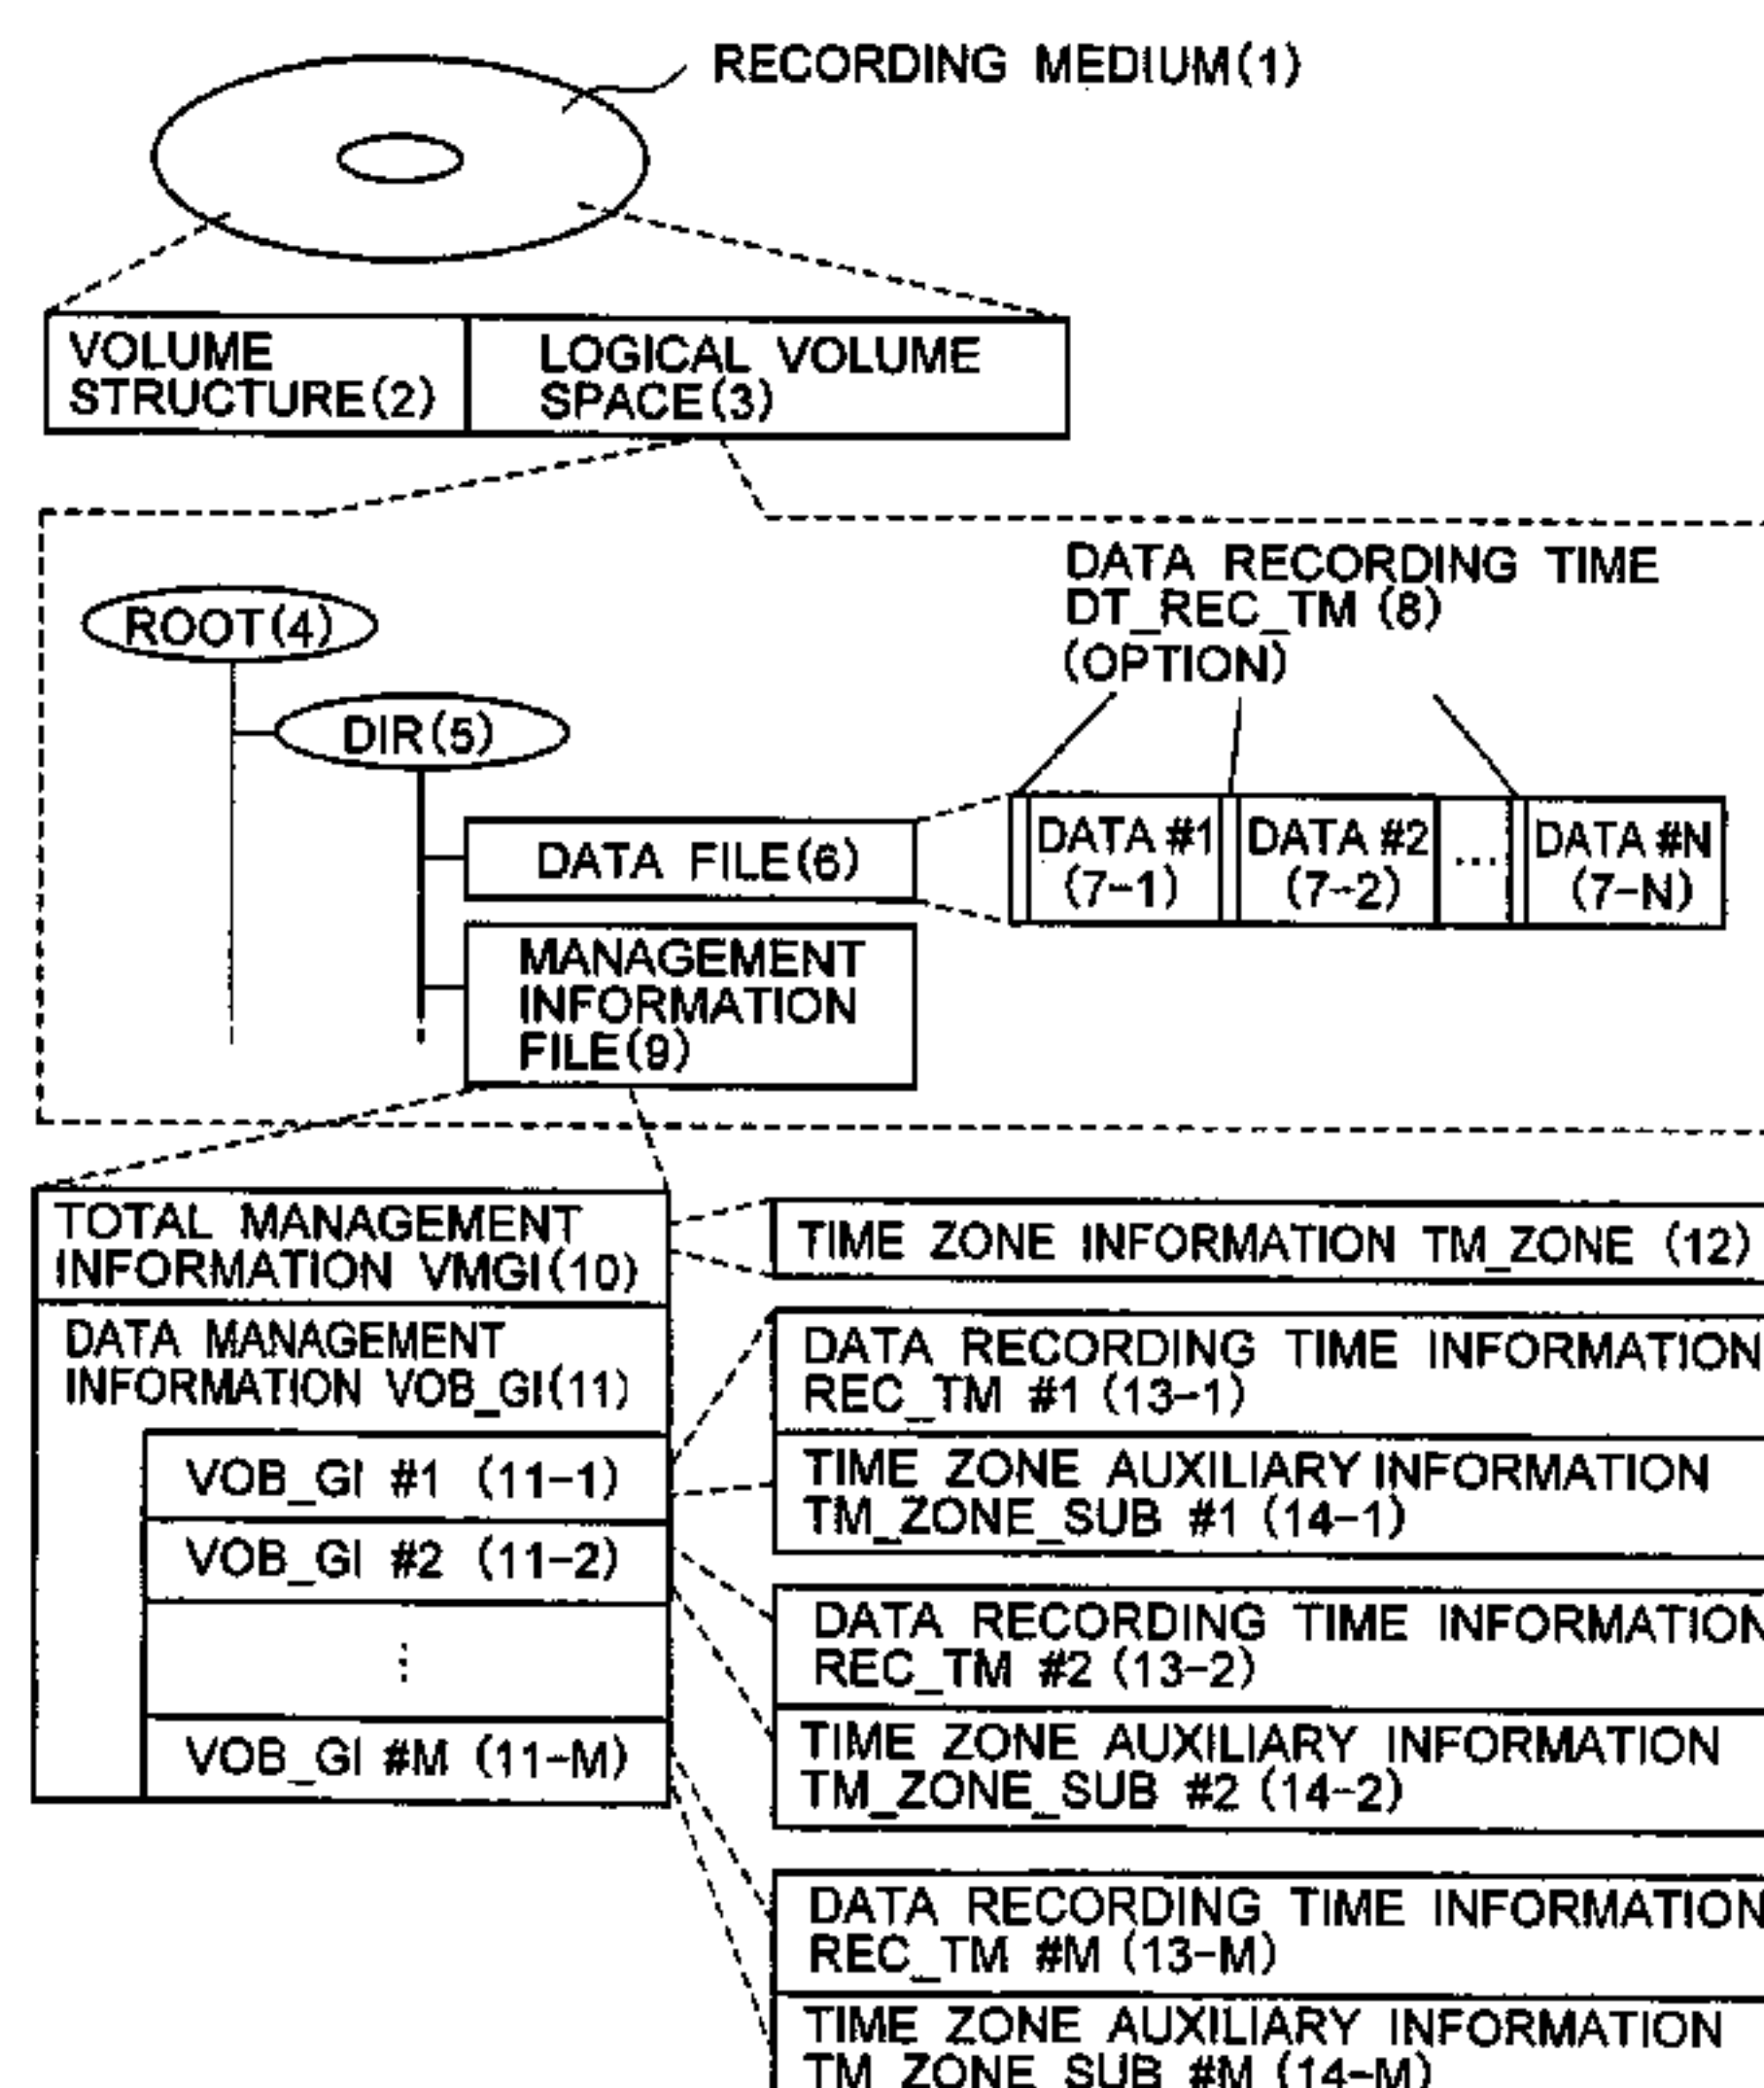 RECORDING MEDIUM(1)
VOLUME
STRUCTURE(2)
LOGICAL VOLUME
SPACE(3)
ROOT(4)
DIR(5)
DATA RECORDING TIME
DT_REC_TM (8)
(OPTION)
DATA FILE(6)
DATA #1
(7-1)
DATA #2
(7-2)
...
DATA #N
(7-N)
MANAGEMENT
INFORMATION
FILE(9)
TOTAL MANAGEMENT
INFORMATION VMGI(10)
TIME ZONE INFORMATION TM_ZONE (12)
DATA MANAGEMENT
INFORMATION VOB_GI(11)
VOB_GI #1 (11-1)
VOB_GI #2 (11-2)
⋮
VOB_GI #M (11-M)
DATA RECORDING TIME INFORMATION
REC_TM #1 (13-1)
TIME ZONE AUXILIARY INFORMATION
TM_ZONE_SUB #1 (14-1)
DATA RECORDING TIME INFORMATION
REC_TM #2 (13-2)
TIME ZONE AUXILIARY INFORMATION
TM_ZONE_SUB #2 (14-2)
DATA RECORDING TIME INFORMATION
REC_TM #M (13-M)
TIME ZONE AUXILIARY INFORMATION
TM_ZONE_SUB #M (14-M)